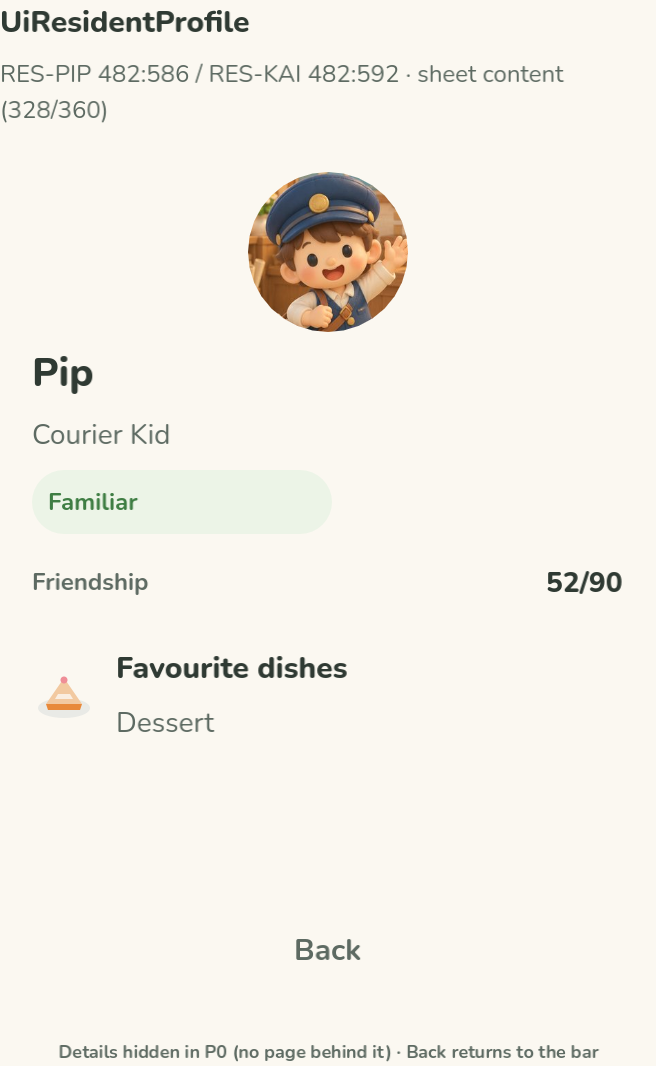 UiResidentProfile
RES-PIP 482:586 / RES-KAI 482:592 · sheet content
(328/360)
Pip
Courier Kid
Familiar
Friendship 52/90
Favourite dishes
Dessert
Back
Details hidden in P0 (no page behind it) · Back returns to the bar